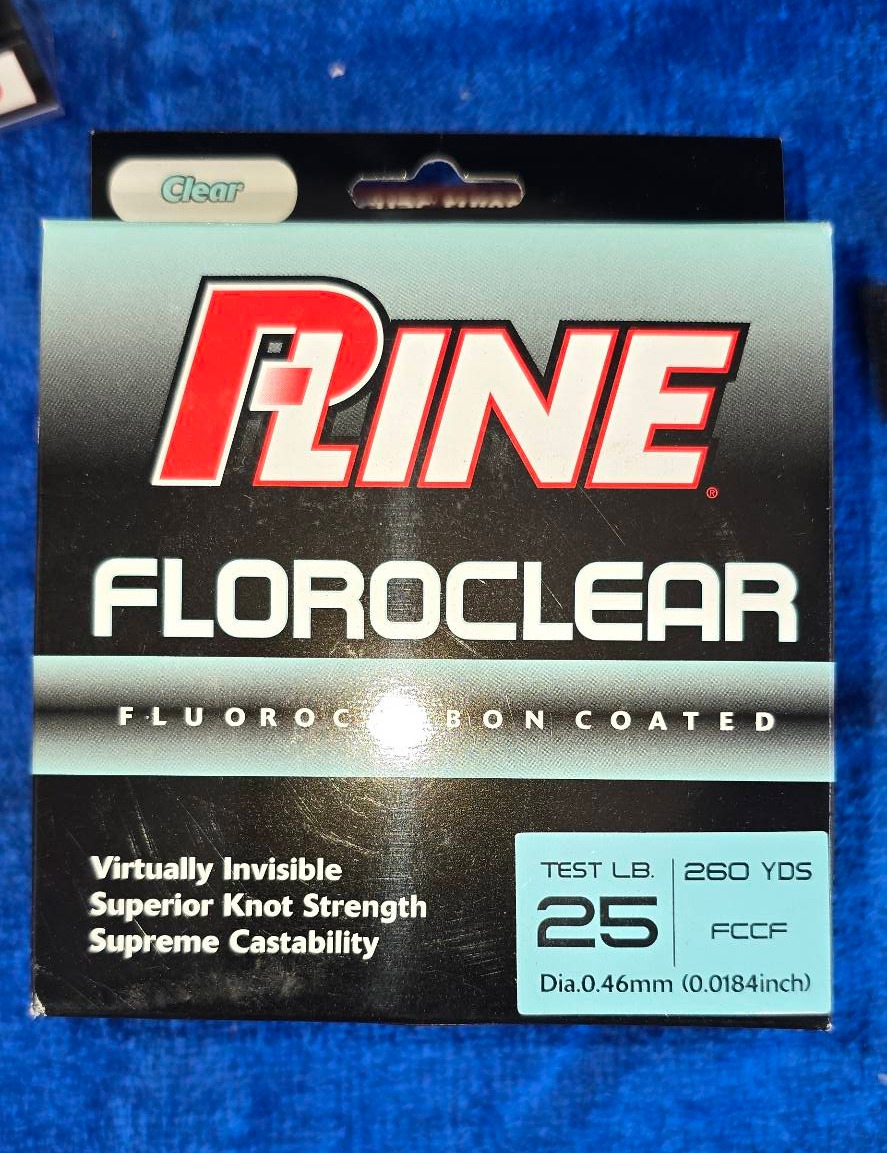 Clear
P-LINE®
FLOROCLEAR
FLUOROCARBON COATED
Virtually Invisible
Superior Knot Strength
Supreme Castability
TEST LB.
25
260 YDS
FCCF
Dia.0.46mm (0.0184inch)